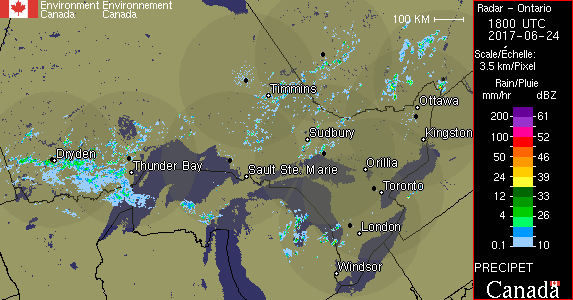 Environment Environnement
Canada Canada
100 KM
Timmins
Ottawa
Sudbury
Kingston
Dryden
Thunder Bay
Sault Ste. Marie
Orillia
Toronto
London
Windsor
Radar - Ontario
1800 UTC
2017-06-24
Scale/Échelle:
3.5 km/Pixel
Rain/Pluie
mm/hr dBZ
200 61
100 52
50 46
24 39
12 33
4 26
0.1 10
PRECIPET
Canada